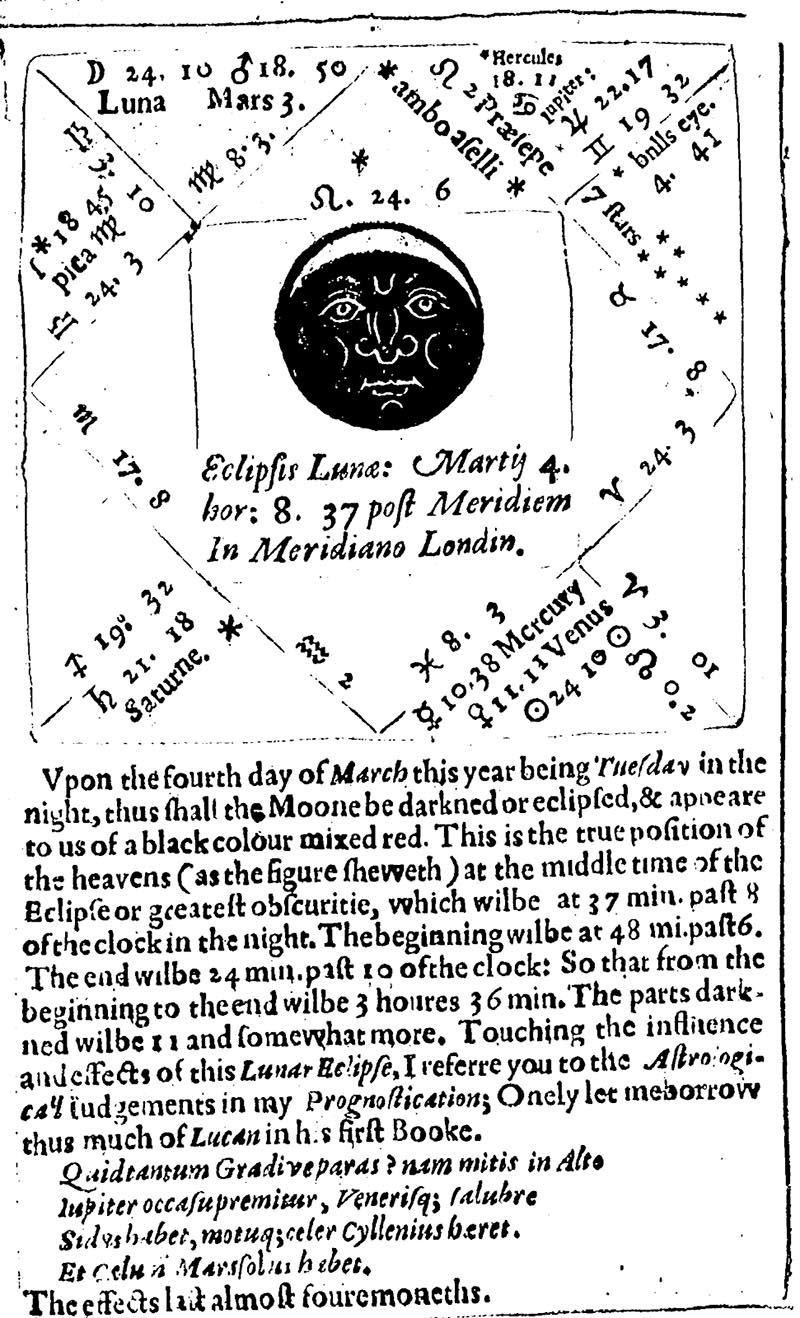 ☽ 24. 10 ♂ 18. 50
Luna Mars 3.
♍ 8. 3.
♎ 3. 10
ſ * 18 45
pica ♍
♎ 24. 3
* ambo aſelli *
♌ 2 Præſepe
*Hercules
18. 11
♋ Iupiter:
♃ 22. 17
♊ 19 32
* bulls eye.
4. 41
7 ſtars * * * * * * *
♌. 24. 6
♉ 17. 8
♈ 24. 3
♏ 17. 8
Eclipſis Lunæ: Martij 4.
hor: 8. 37 poſt Meridiem
In Meridiano Londin.
♐ 19. 32
♄ 21. 18
Saturne. *
♒ 2
♓ 8. 3
☿ 10. 38 Mercury
♀ 11. 11 Venus
☉ 24 10 ☉
☊ 0. 2
3. 01
Vpon the fourth day of March this year being Tueſday in the
night, thus ſhall the Moone be darkned or eclipſed, & appeare
to us of a black colour mixed red. This is the true poſition of
the heavens (as the figure ſheweth) at the middle time of the
Eclipſe or greateſt obſcuritie, which wilbe at 37 min. paſt 8
of the clock in the night. The beginning wilbe at 48 mi. paſt 6.
The end wilbe 24 min. paſt 10 of the clock: So that from the
beginning to the end wilbe 3 houres 36 min. The parts dark-
ned wilbe 11 and ſomewhat more. Touching the influence
and effects of this Lunar Eclipſe, I referre you to the Aſtrologi-
call iudgements in my Prognoſtication; Onely let me borrow
thus much of Lucan in his firſt Booke.
Quid tantum Gradive paras? nam mitis in Alto
Iupiter occaſu premitur, Veneriſq; ſalubre
Sidus habet, motuq; celer Cyllenius hæret.
Et Cælum Mars ſolus habet.
The effects laſt almoſt foure moneths.